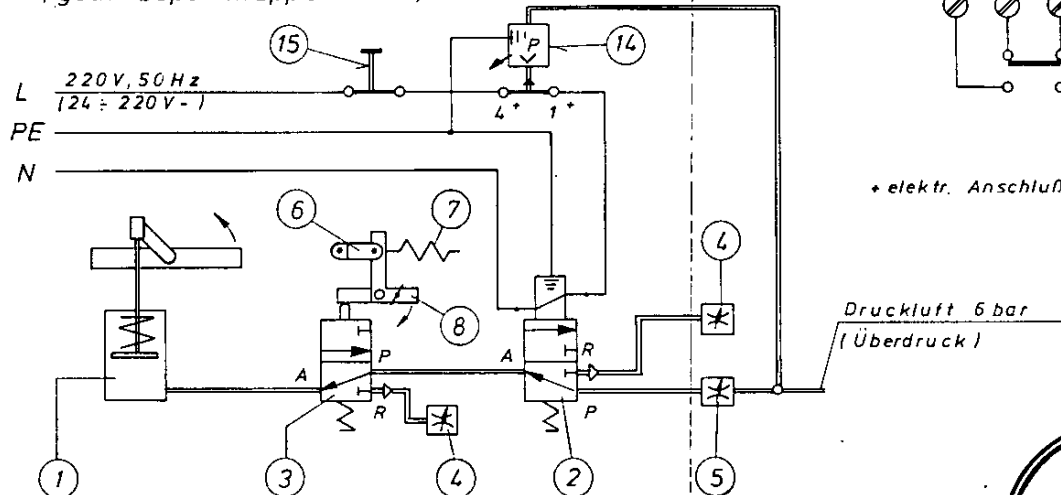 15
14
P
L 220V, 50 Hz
(24 ÷ 220 V - )
4 + 1 +
PE
N
+ elektr. Anschluß
6
7
4
8
Druckluft 6 bar
(Überdruck)
P
A
R
A
R
P
1
3
4
2
5